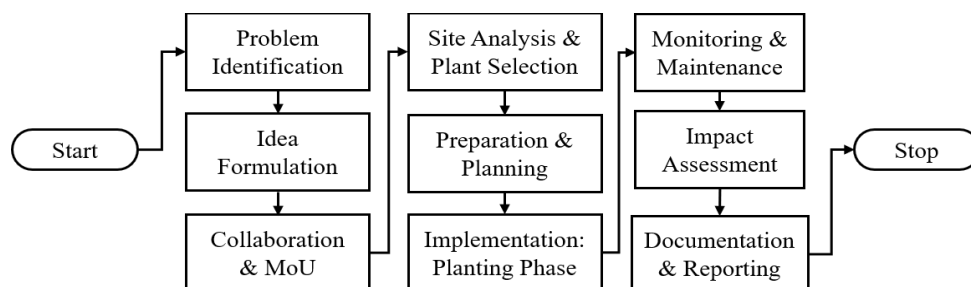 Start
Problem
Identification
Idea
Formulation
Collaboration
& MoU
Site Analysis &
Plant Selection
Preparation &
Planning
Implementation:
Planting Phase
Monitoring &
Maintenance
Impact
Assessment
Documentation
& Reporting
Stop